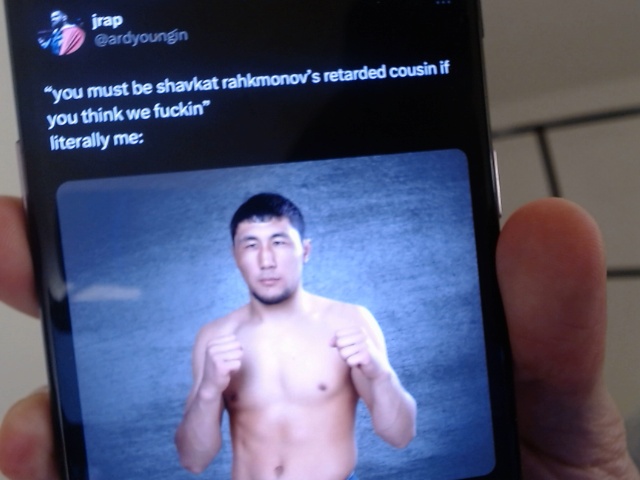 jrap
@ardyoungin
“you must be shavkat rahkmonov’s retarded cousin if
you think we fuckin”
literally me: